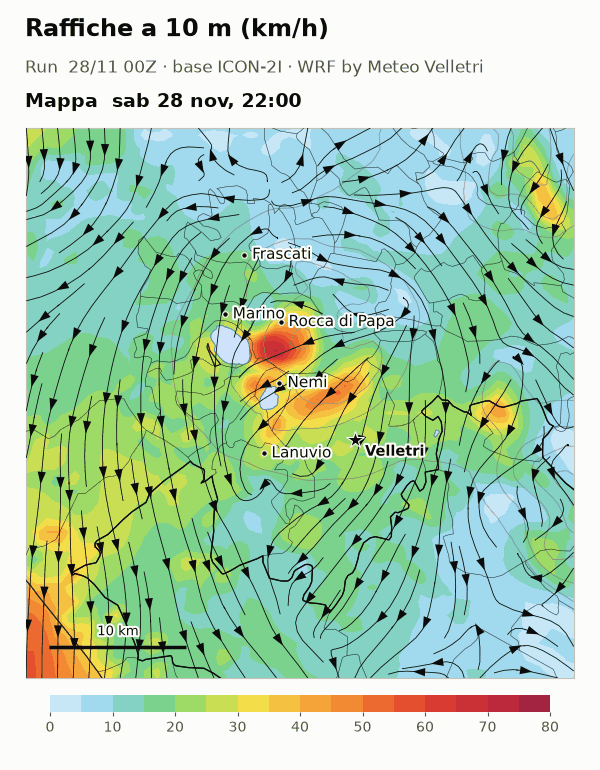 Raffiche a 10 m (km/h)
Run  28/11 00Z · base ICON-2I · WRF by Meteo Velletri
Mappa  sab 28 nov, 22:00
Frascati
Marino
Rocca di Papa
Nemi
Velletri
Lanuvio
10 km
0 10 20 30 40 50 60 70 80